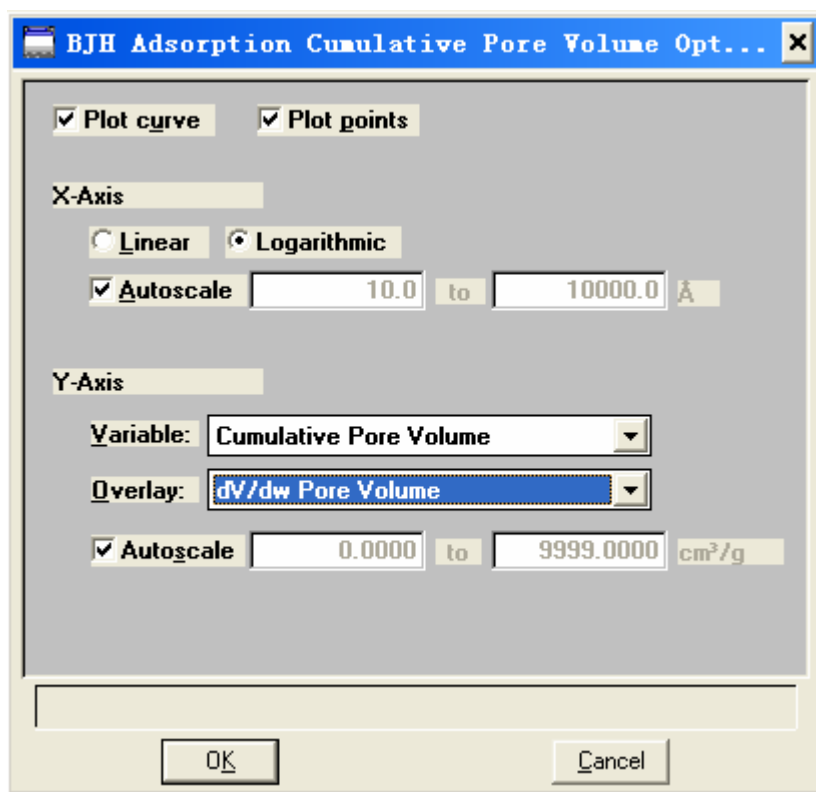 BJH Adsorption Cumulative Pore Volume Opt...
Plot curve Plot points
X-Axis
Linear Logarithmic
Autoscale 10.0 to 10000.0 Å
Y-Axis
Variable: Cumulative Pore Volume
Overlay: dV/dw Pore Volume
Autoscale 0.0000 to 9999.0000 cm³/g
OK Cancel